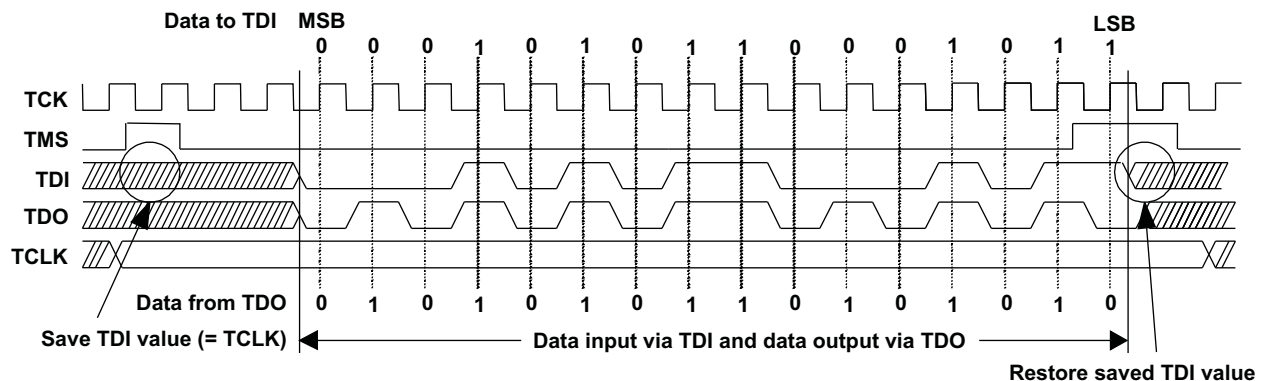 Data to TDI MSB LSB
0 0 0 1 0 1 0 1 1 0 0 0 1 0 1 1
TCK
TMS
TDI
TDO
TCLK
Data from TDO 0 1 0 1 0 1 0 1 1 0 1 0 1 0 1 0
Save TDI value (= TCLK) Data input via TDI and data output via TDO
Restore saved TDI value